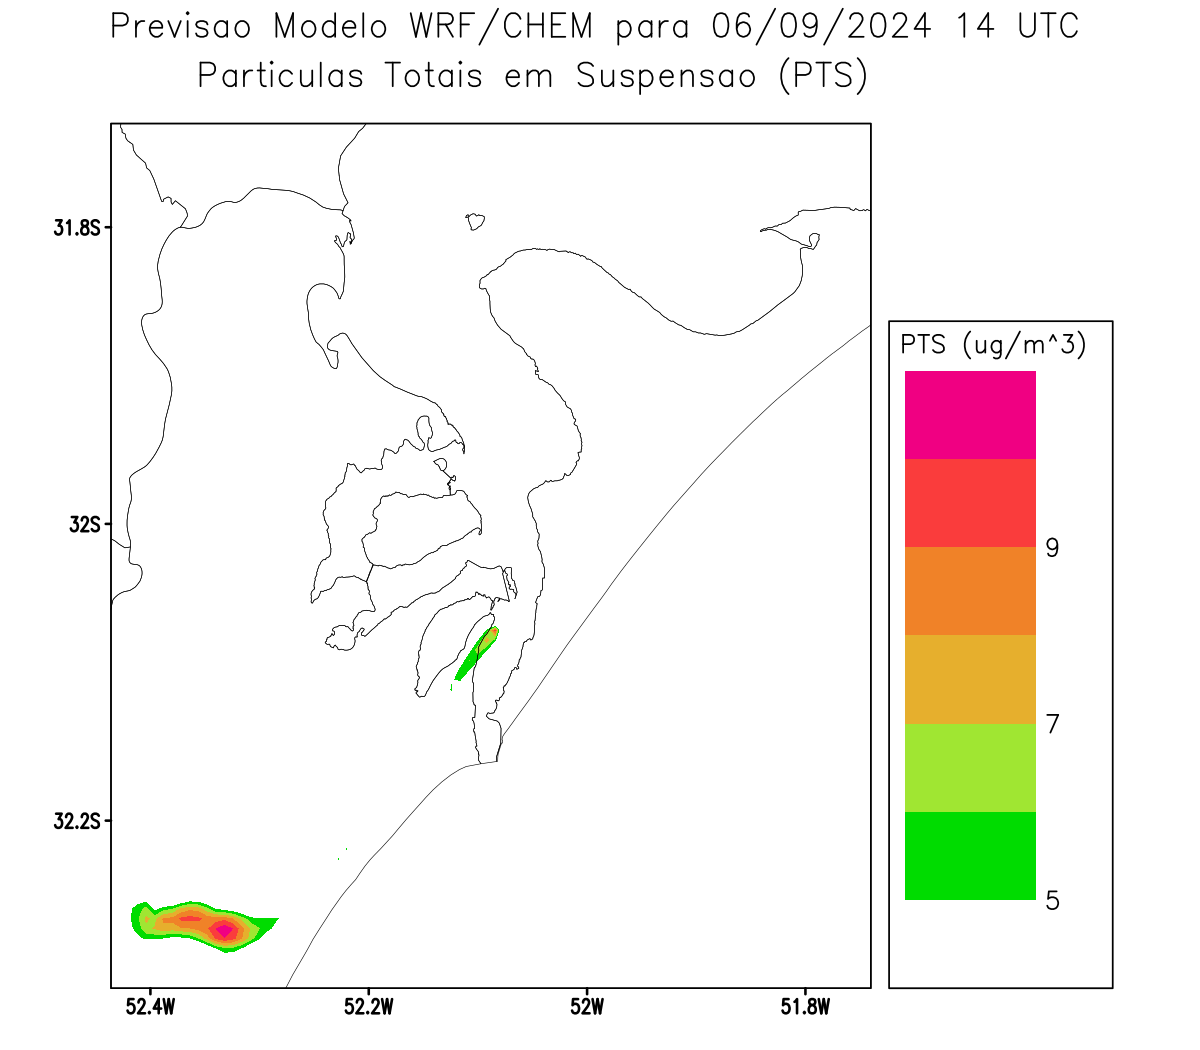 Previsao Modelo WRF/CHEM para 06/09/2024 14 UTC
Particulas Totais em Suspensao (PTS)
31.8S
32S
32.2S
52.4W
52.2W
52W
51.8W
PTS (ug/m^3)
9
7
5